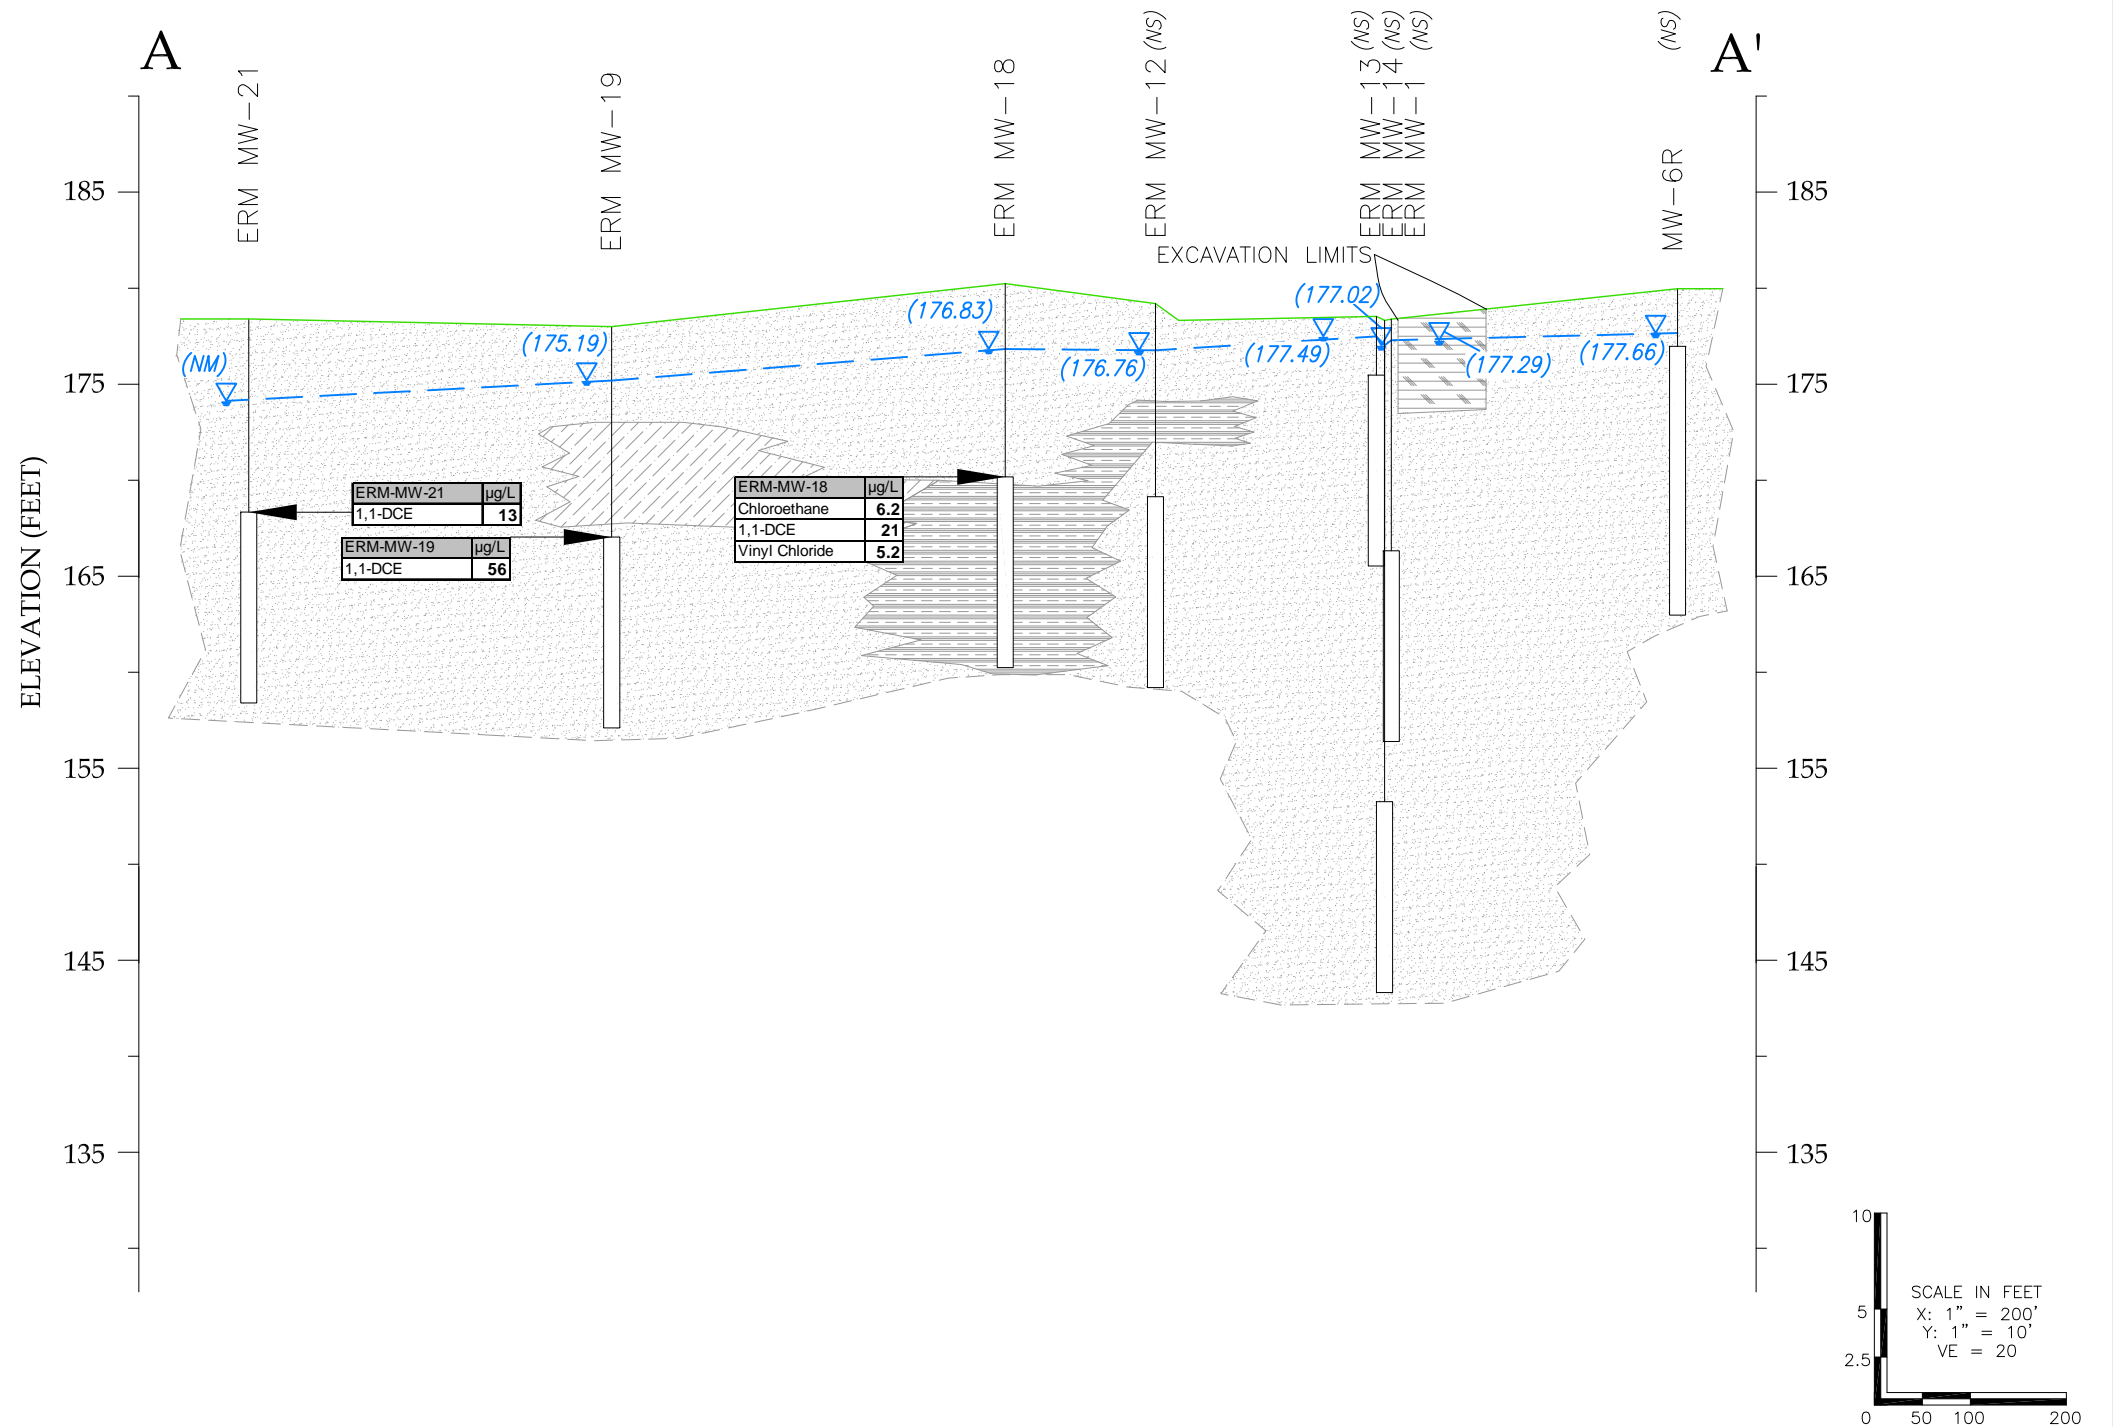 A
A'
ERM MW-21
ERM MW-19
ERM MW-18
ERM MW-12 (NS)
ERM MW-13 (NS)
ERM MW-14 (NS)
ERM MW-1 (NS)
MW-6R (NS)
185
175
165
155
145
135
ELEVATION (FEET)
185
175
165
155
145
135
EXCAVATION LIMITS
(NM)
(175.19)
(176.83)
(176.76)
(177.02)
(177.49)
(177.29)
(177.66)
ERM-MW-21 µg/L
1,1-DCE 13
ERM-MW-19 µg/L
1,1-DCE 56
ERM-MW-18 µg/L
Chloroethane 6.2
1,1-DCE 21
Vinyl Chloride 5.2
10
5
2.5
0 50 100 200
SCALE IN FEET
X: 1" = 200'
Y: 1" = 10'
VE = 20